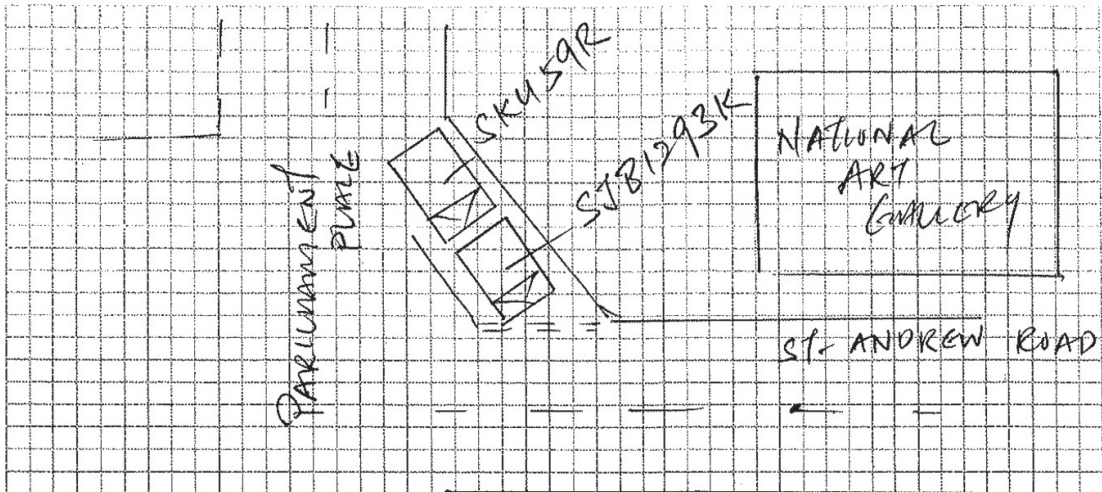 SKU59R
SJB1293K
NATIONAL
ART
GALLERY
PARLIAMENT
PLACE
ST. ANDREW ROAD